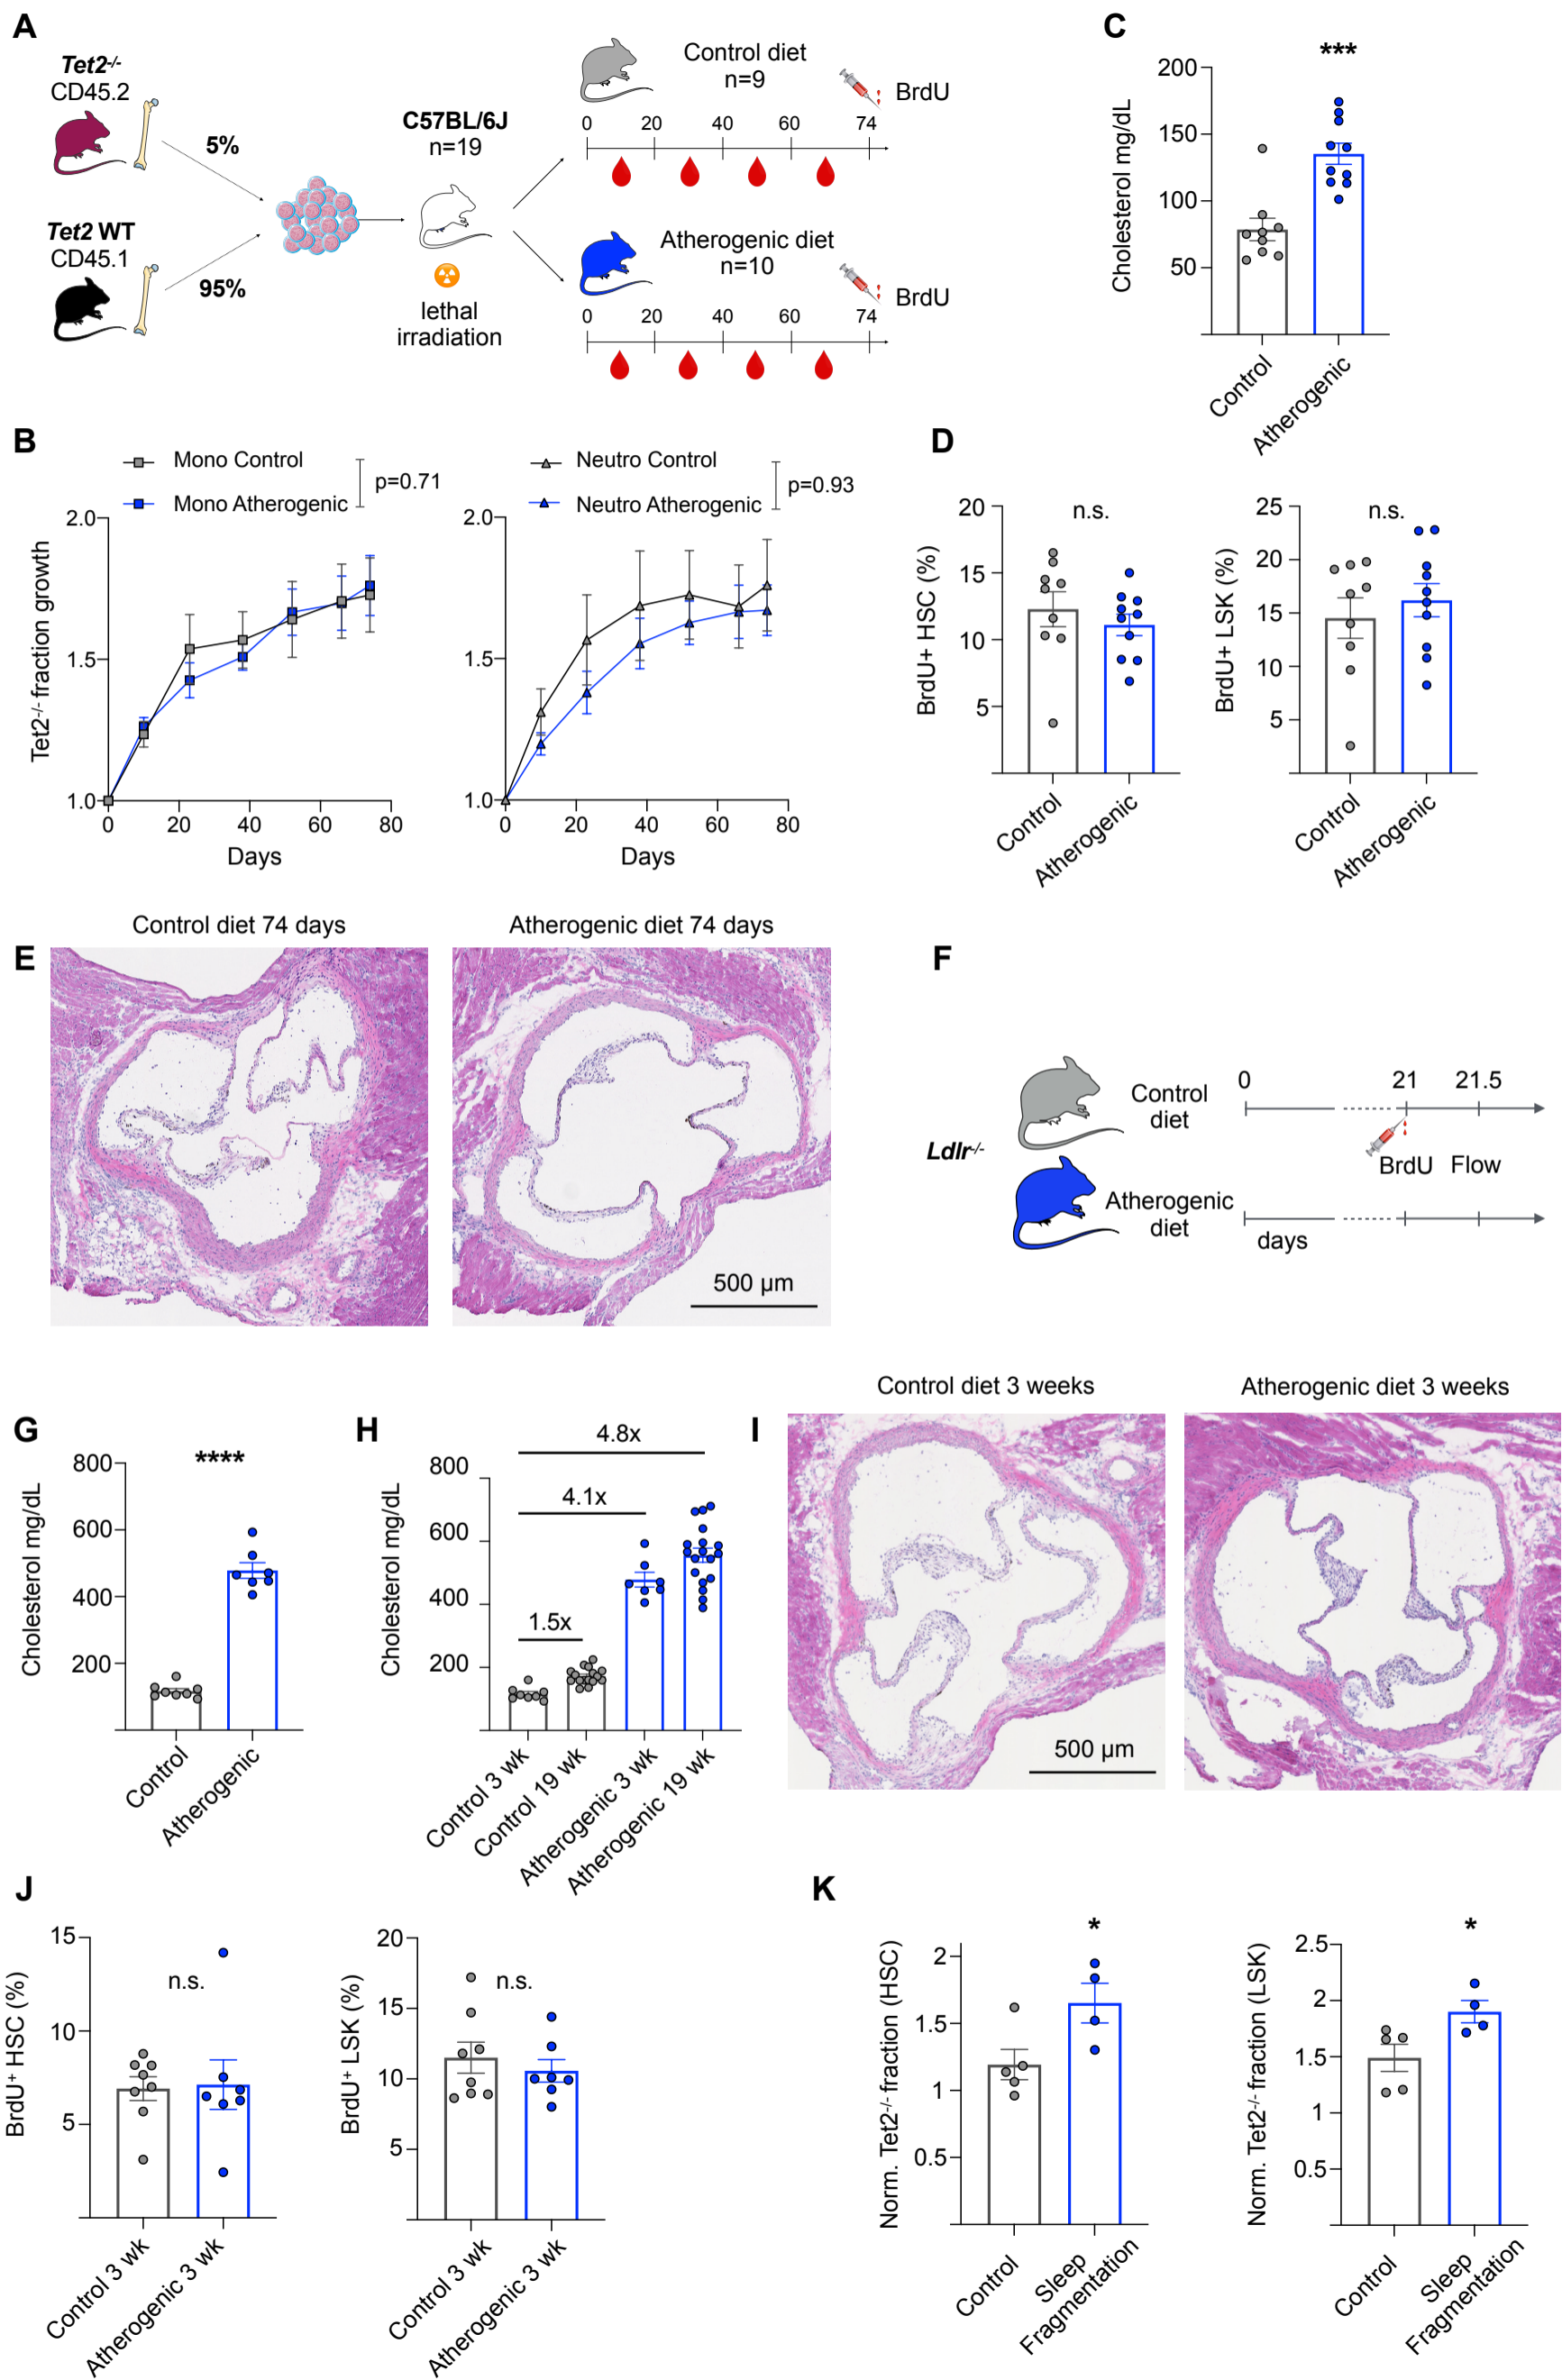 A
Tet2-/-
CD45.2
5%
Tet2 WT
CD45.1
95%
C57BL/6J
n=19
lethal
irradiation
Control diet
n=9
BrdU
0 20 40 60 74
Atherogenic diet
n=10
BrdU
0 20 40 60 74
C
***
Cholesterol mg/dL
200
150
100
50
Control
Atherogenic
B
Mono Control
Mono Atherogenic
p=0.71
Tet2-/- fraction growth
2.0
1.5
1.0
0 20 40 60 80
Days
Neutro Control
Neutro Atherogenic
p=0.93
2.0
1.5
1.0
0 20 40 60 80
Days
D
n.s.
BrdU+ HSC (%)
20
15
10
5
Control
Atherogenic
n.s.
BrdU+ LSK (%)
25
20
15
10
5
Control
Atherogenic
E
Control diet 74 days
Atherogenic diet 74 days
500 µm
F
Ldlr-/-
Control
diet
0 21 21.5
BrdU Flow
Atherogenic
diet
days
G
****
Cholesterol mg/dL
800
600
400
200
Control
Atherogenic
H
4.8x
4.1x
1.5x
Cholesterol mg/dL
800
600
400
200
Control 3 wk
Control 19 wk
Atherogenic 3 wk
Atherogenic 19 wk
I
Control diet 3 weeks
Atherogenic diet 3 weeks
500 µm
J
n.s.
BrdU+ HSC (%)
15
10
5
Control 3 wk
Atherogenic 3 wk
n.s.
BrdU+ LSK (%)
20
15
10
5
Control 3 wk
Atherogenic 3 wk
K
*
Norm. Tet2-/- fraction (HSC)
2
1.5
1
0.5
Control
Sleep
Fragmentation
*
Norm. Tet2-/- fraction (LSK)
2.5
2
1.5
1
0.5
Control
Sleep
Fragmentation